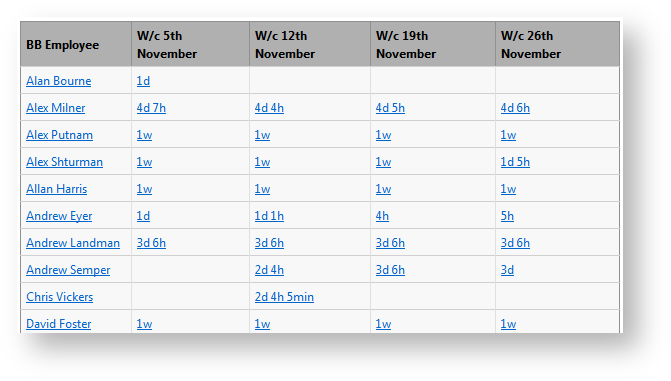 BB Employee W/c 5th November W/c 12th November W/c 19th November W/c 26th November
Alan Bourne 1d
Alex Milner 4d 7h 4d 4h 4d 5h 4d 6h
Alex Putnam 1w 1w 1w 1w
Alex Shturman 1w 1w 1w 1d 5h
Allan Harris 1w 1w 1w 1w
Andrew Eyer 1d 1d 1h 4h 5h
Andrew Landman 3d 6h 3d 6h 3d 6h 3d 6h
Andrew Semper 2d 4h 3d 6h 3d
Chris Vickers 2d 4h 5min
David Foster 1w 1w 1w 1w